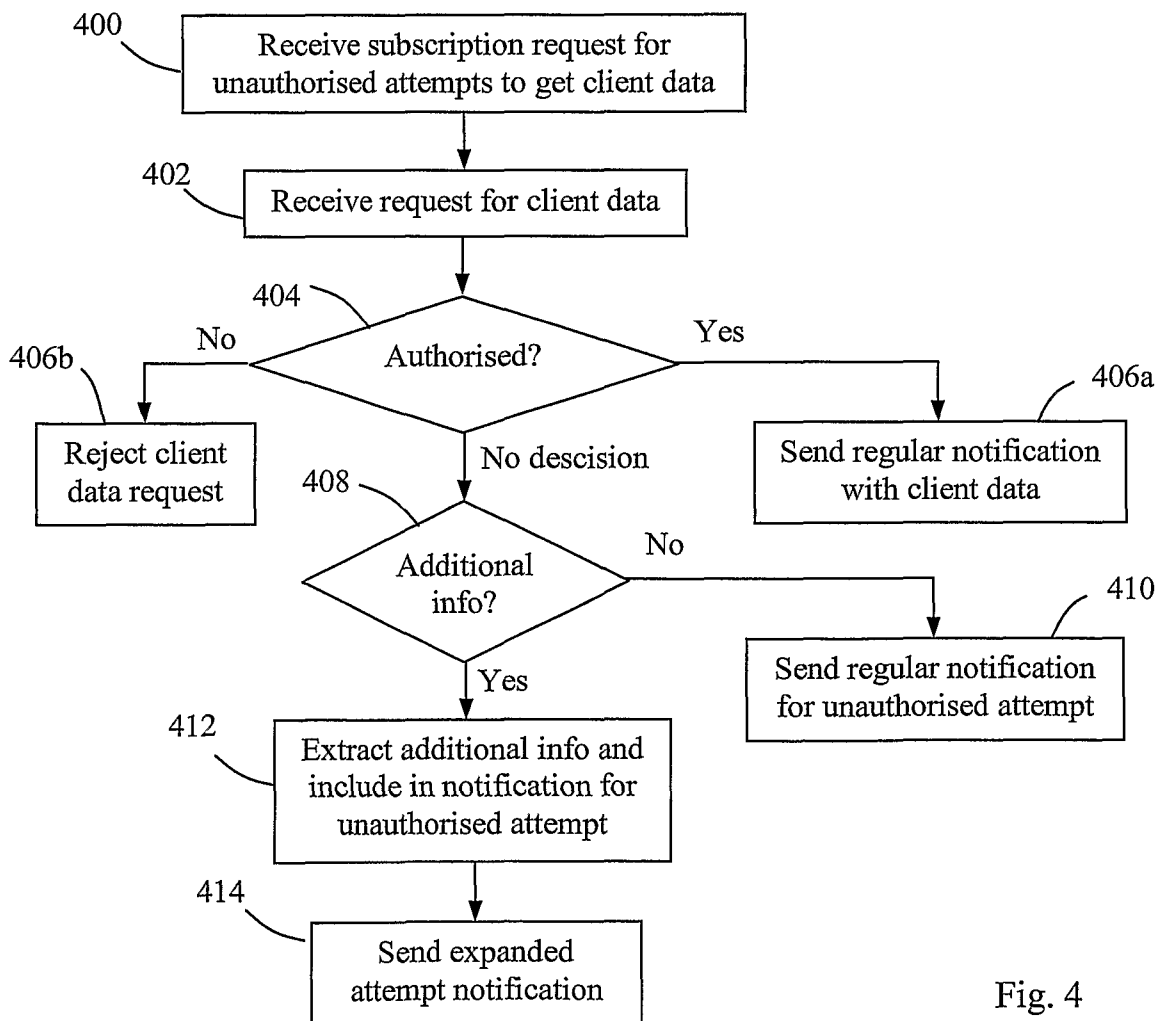 400
Receive subscription request for
unauthorised attempts to get client data
402
Receive request for client data
404
No
Authorised?
Yes
406b
406a
Reject client
data request
No descision
Send regular notification
with client data
408
Additional
info?
No
410
Yes
Send regular notification
for unauthorised attempt
412
Extract additional info and
include in notification for
unauthorised attempt
414
Send expanded
attempt notification
Fig. 4